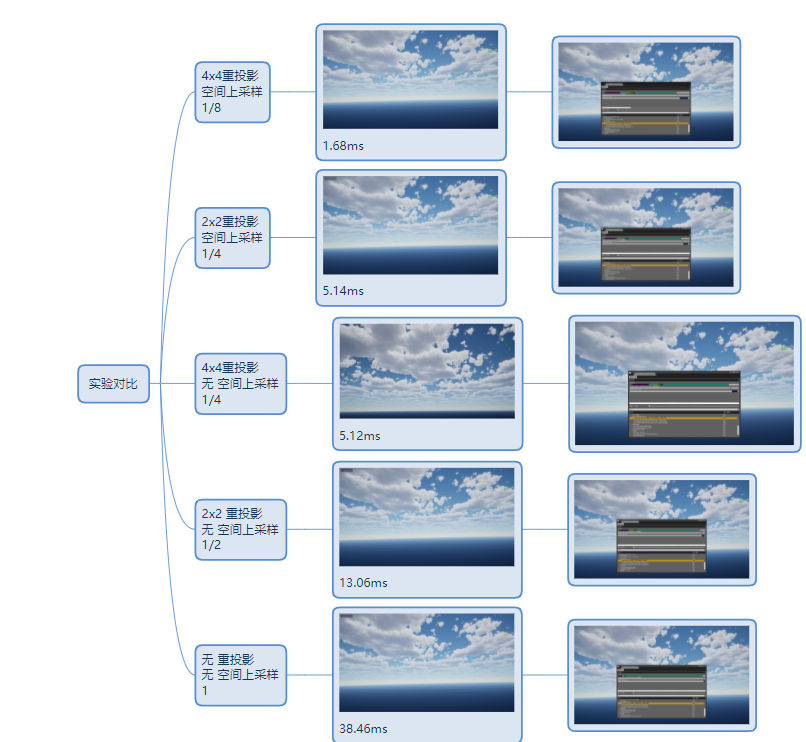 4x4重投影
空间上采样
1/8
1.68ms
2x2重投影
空间上采样
1/4
5.14ms
实验对比
4x4重投影
无 空间上采样
1/4
5.12ms
2x2 重投影
无 空间上采样
1/2
13.06ms
无 重投影
无 空间上采样
1
38.46ms